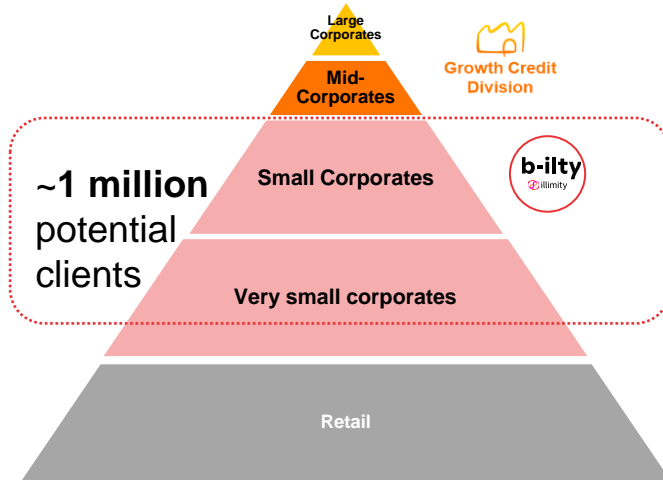 Large
Corporates
Mid-
Corporates
Growth Credit
Division
~1 million
potential
clients
Small Corporates
b-ilty
illimity
Very small corporates
Retail